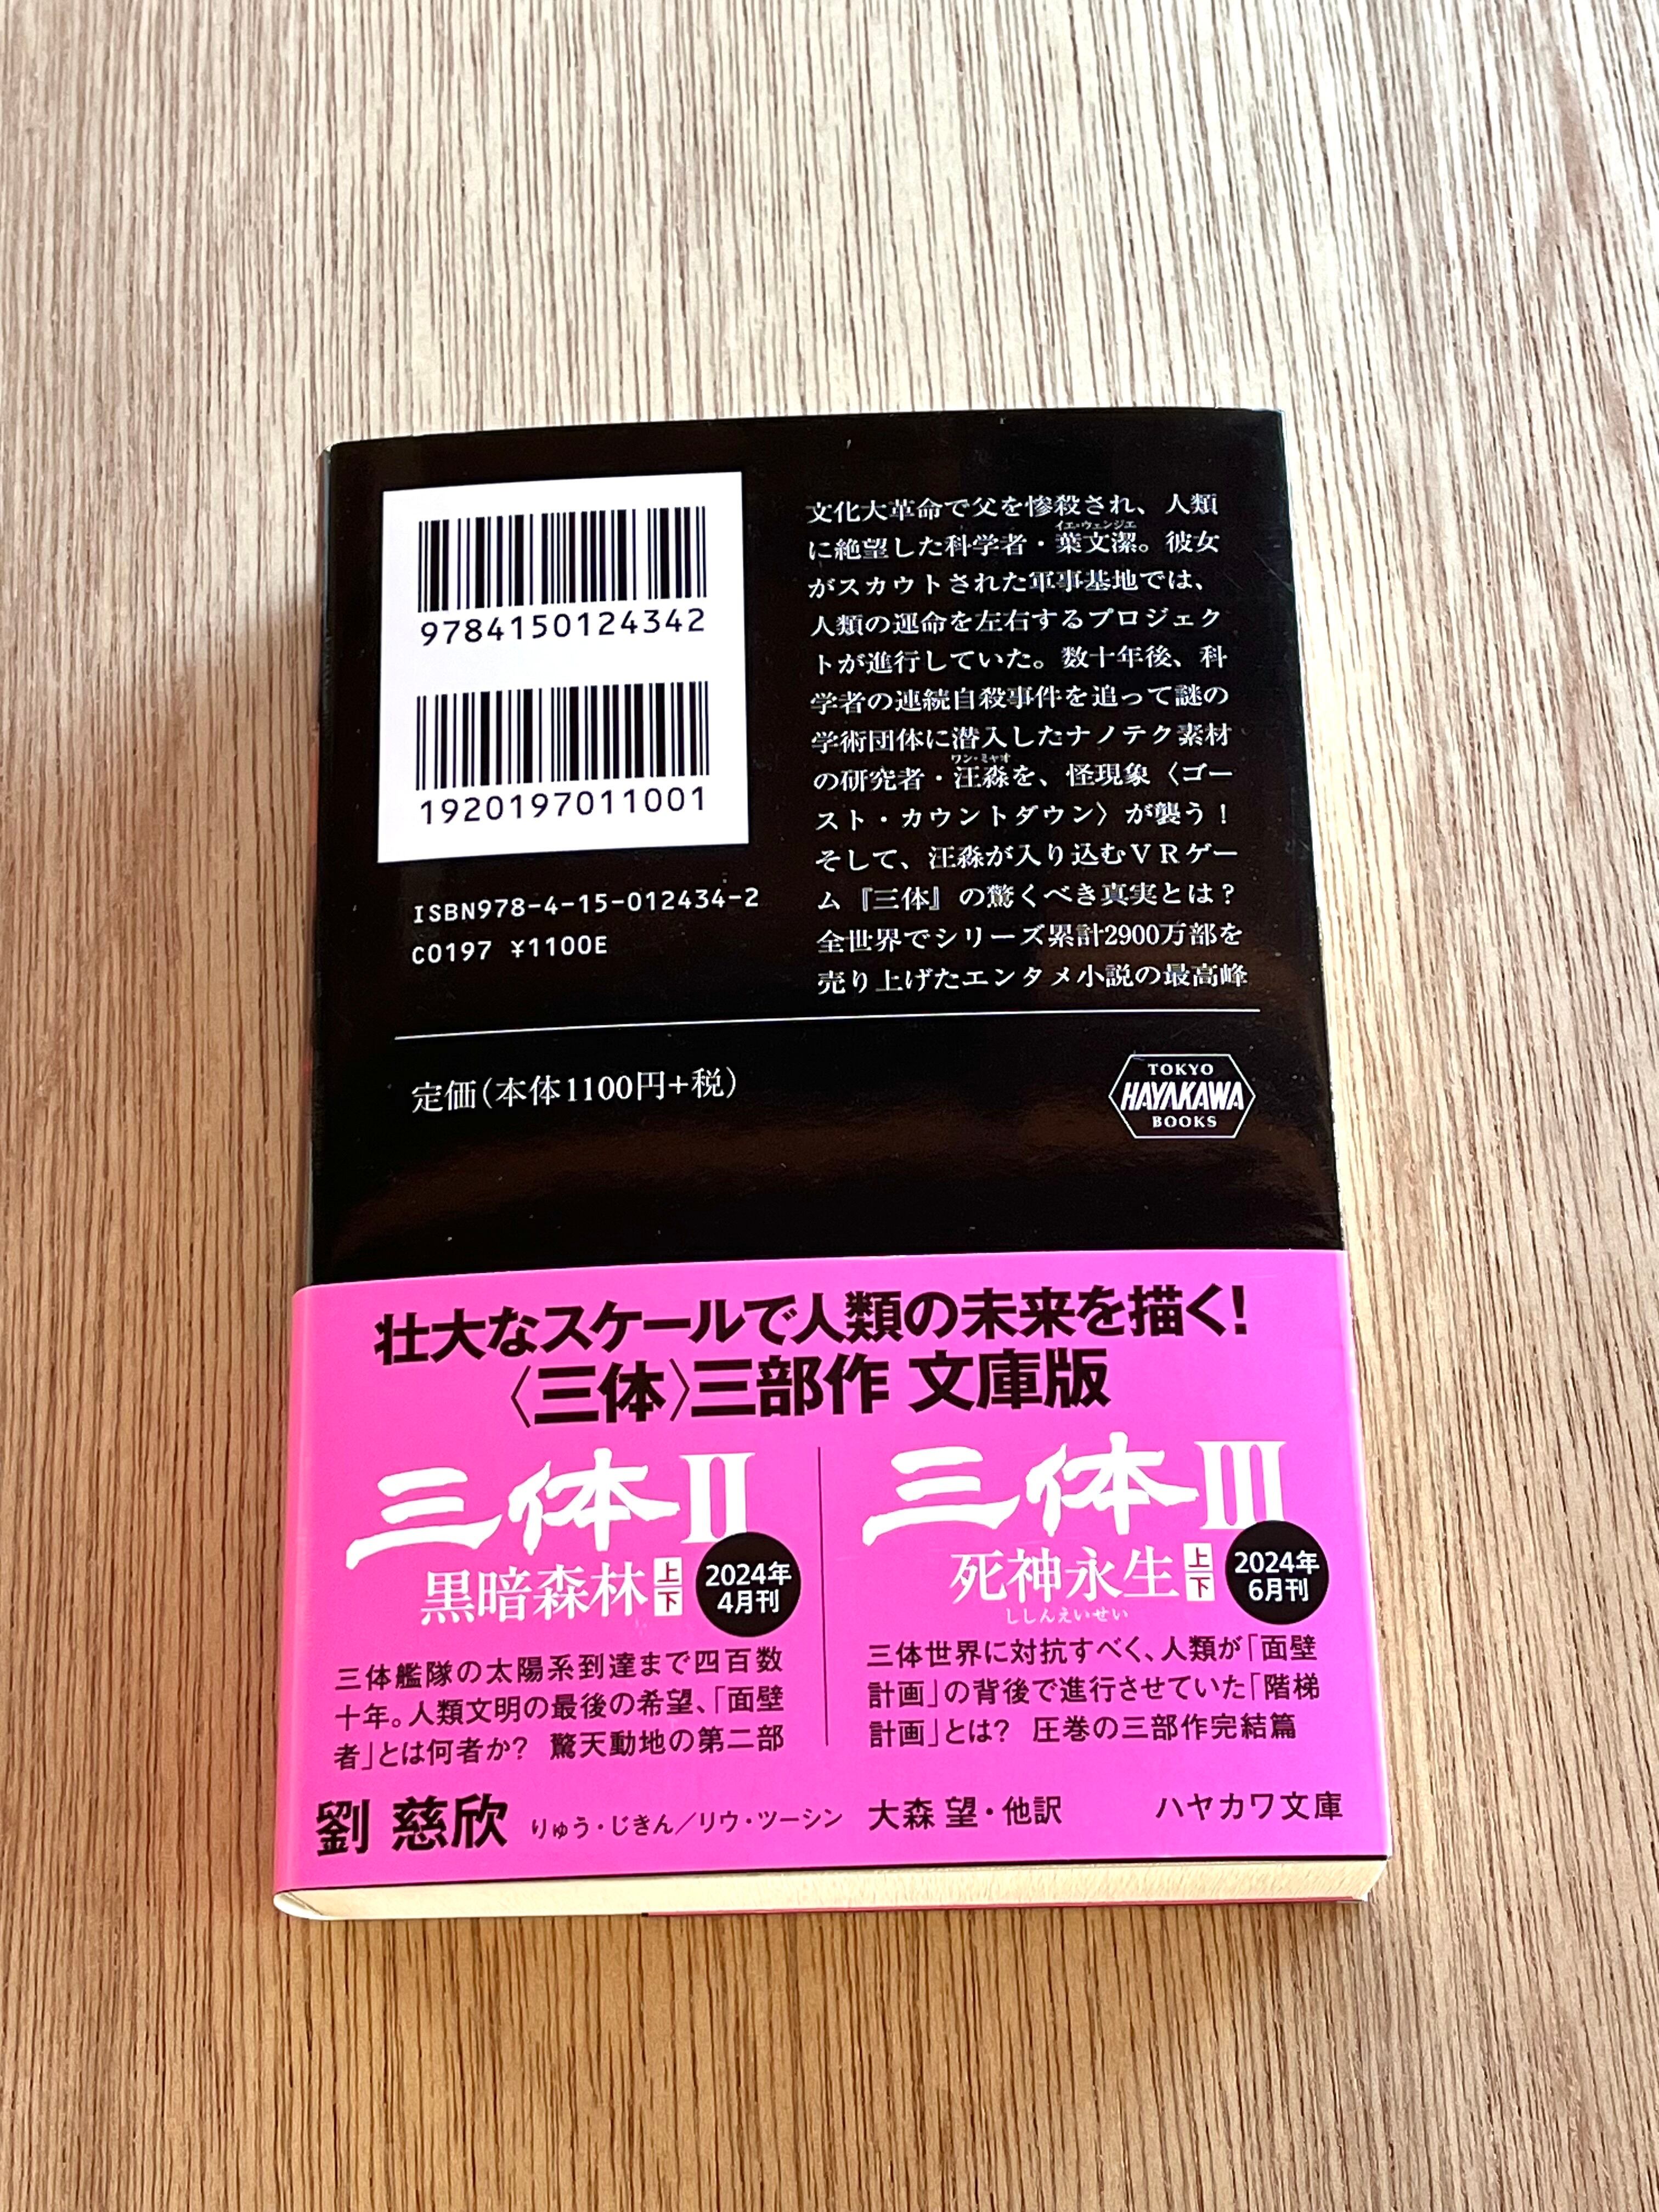 9784150124342
1920197011001
ISBN978-4-15-012434-2
C0197 ¥1100E
文化大革命で父を惨殺され、人類
イエ・ウェンジエ
に絶望した科学者・葉文潔。彼女
がスカウトされた軍事基地では、
人類の運命を左右するプロジェク
トが進行していた。数十年後、科
学者の連続自殺事件を追って謎の
学術団体に潜入したナノテク素材
ワン・ミャオ
の研究者・汪淼を、怪現象〈ゴー
スト・カウントダウン〉が襲う!
そして、汪淼が入り込むVRゲー
ム『三体』の驚くべき真実とは?
全世界でシリーズ累計2900万部を
売り上げたエンタメ小説の最高峰
定価(本体1100円+税)
TOKYO
HAYAKAWA
BOOKS
壮大なスケールで人類の未来を描く!
〈三体〉三部作 文庫版
三体Ⅱ
黒暗森林 上下
2024年
4月刊
三体艦隊の太陽系到達まで四百数
十年。人類文明の最後の希望、「面壁
者」とは何者か? 驚天動地の第二部
三体Ⅲ
死神永生 上下
ししんえいせい
2024年
6月刊
三体世界に対抗すべく、人類が「面壁
計画」の背後で進行させていた「階梯
計画」とは? 圧巻の三部作完結篇
劉 慈欣 りゅう・じきん/リウ・ツーシン 大森 望・他訳 ハヤカワ文庫